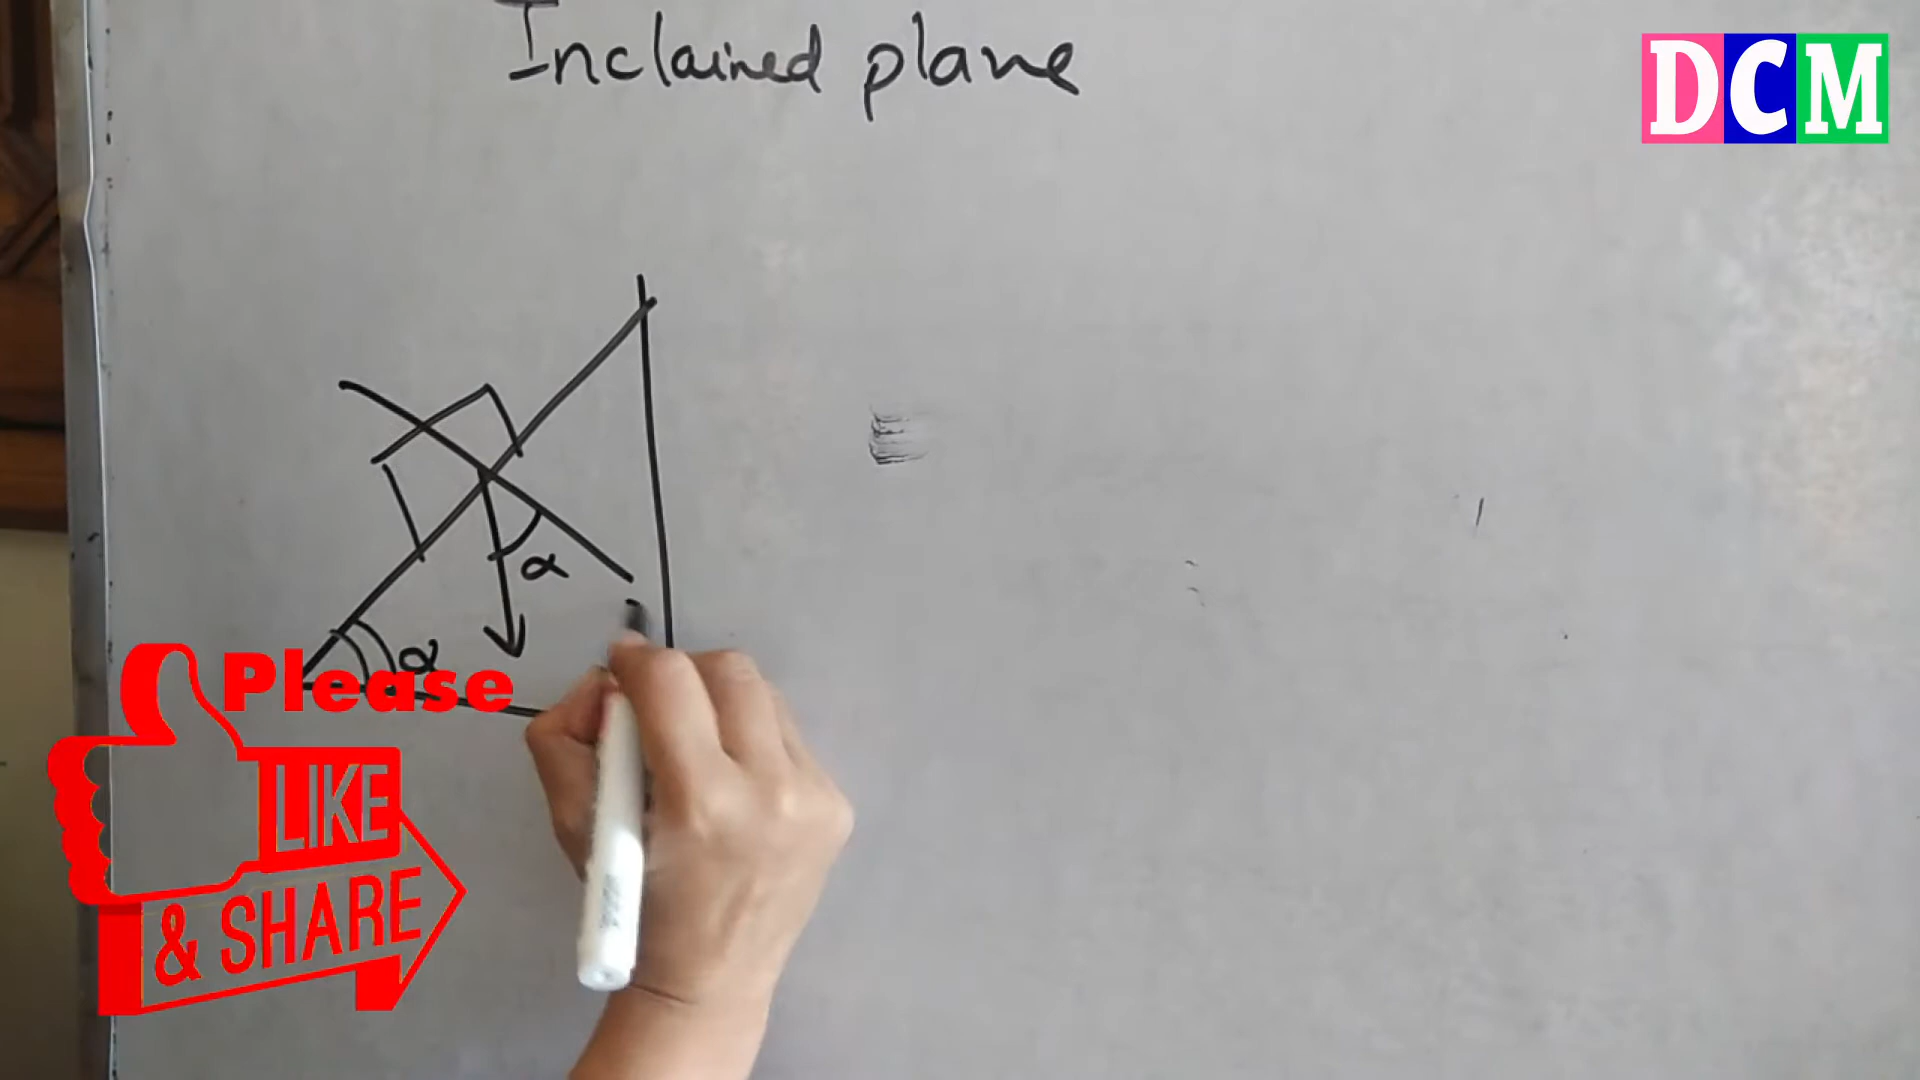 Inclained plane
DCM
α
α
Please
LIKE
& SHARE